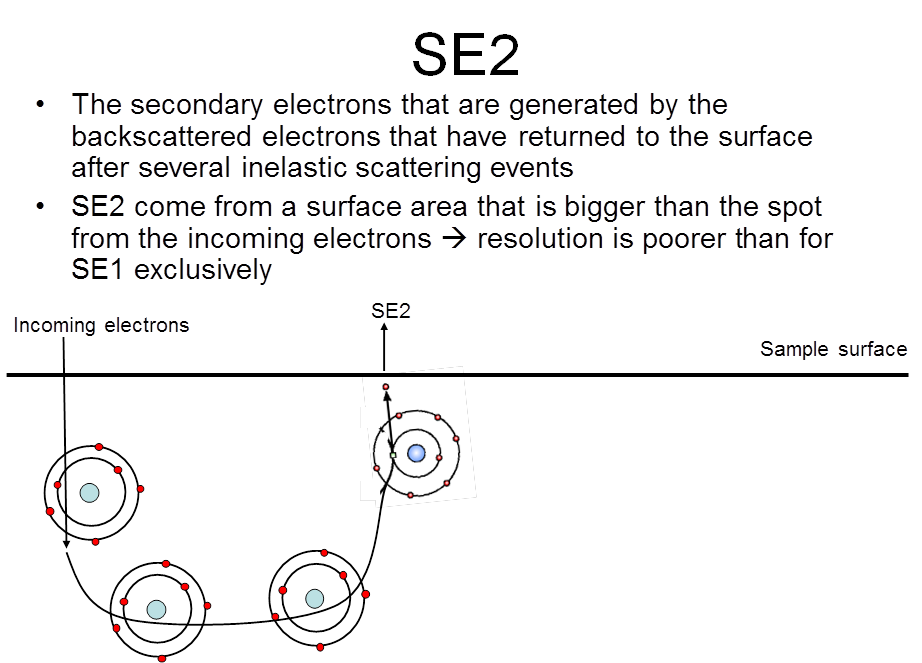 SE2
• The secondary electrons that are generated by the
backscattered electrons that have returned to the surface
after several inelastic scattering events
• SE2 come from a surface area that is bigger than the spot
from the incoming electrons → resolution is poorer than for
SE1 exclusively
SE2
Incoming electrons
Sample surface